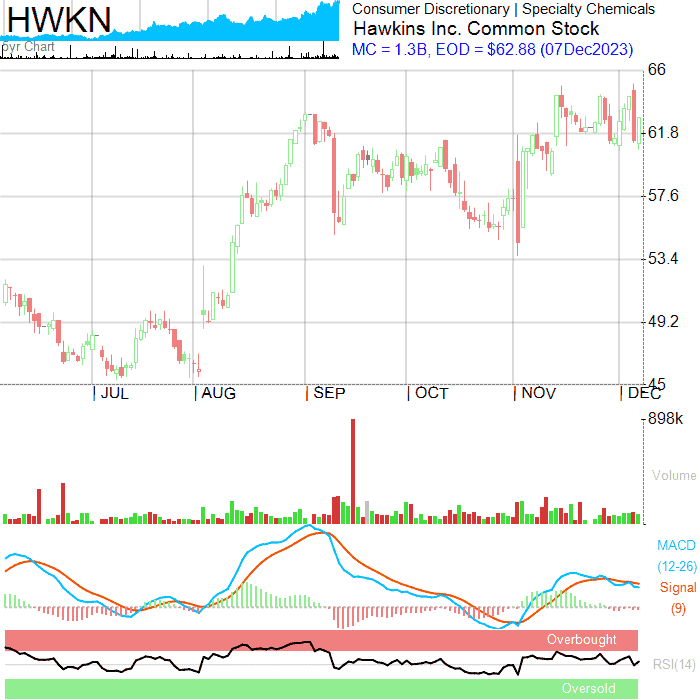 HWKN
5yr Chart
Consumer Discretionary | Specialty Chemicals
Hawkins Inc. Common Stock
MC = 1.3B, EOD = $62.88 (07Dec2023)
66
61.8
57.6
53.4
49.2
45
JUL AUG SEP OCT NOV DEC
898k
Volume
MACD
(12-26)
Signal
(9)
Overbought
RSI(14)
Oversold